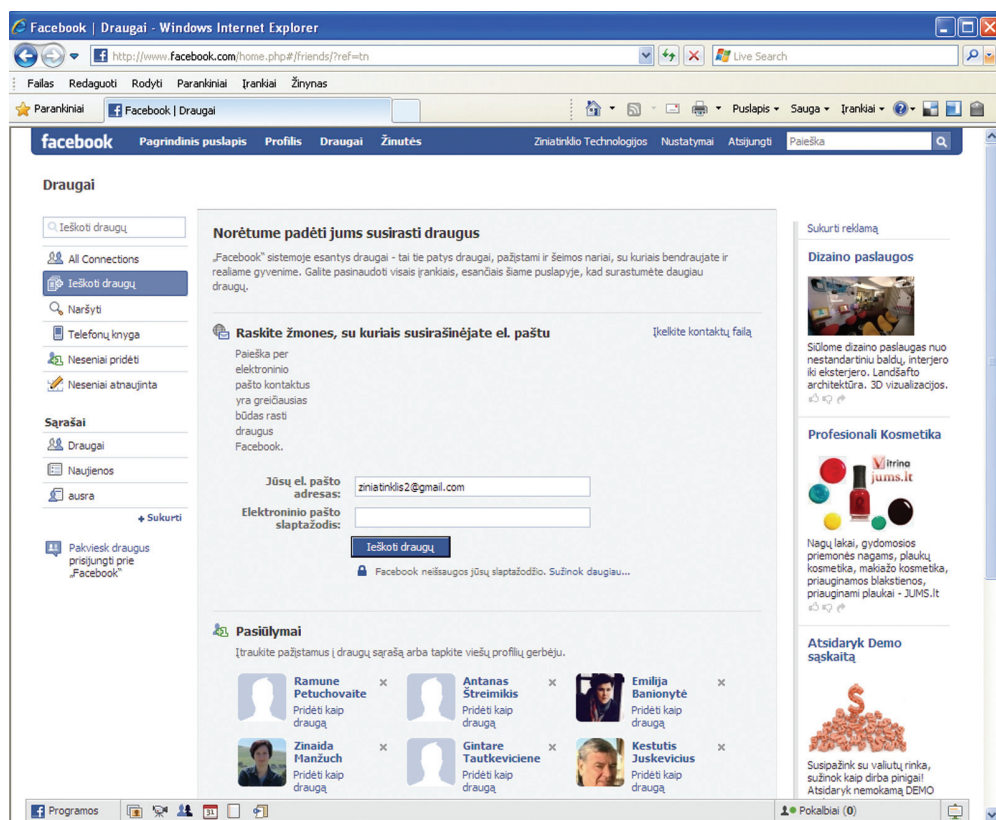 Facebook | Draugai - Windows Internet Explorer
http://www.facebook.com/home.php#/friends/?ref=tn
Live Search
Failas Redaguoti Rodyti Parankiniai Įrankiai Žinynas
Parankiniai
Facebook | Draugai
Puslapis Sauga Įrankiai
facebook Pagrindinis puslapis Profilis Draugai Žinutės
Ziniatinklio Technologijos Nustatymai Atsijungti Paieška
Draugai
Ieškoti draugų
All Connections
Ieškoti draugų
Naršyti
Telefonų knyga
Neseniai pridėti
Neseniai atnaujinta
Sąrašai
Draugai
Naujienos
ausra
+ Sukurti
Pakviesk draugus
prisijungti prie
„Facebook“
Norėtume padėti jums susirasti draugus
„Facebook“ sistemoje esantys draugai - tai tie patys draugai, pažįstami ir šeimos nariai, su kuriais bendraujate ir
realiame gyvenime. Galite pasinaudoti visais įrankiais, esančiais šiame puslapyje, kad surastumėte daugiau
draugų.
Raskite žmones, su kuriais susirašinėjate el. paštu
Įkelkite kontaktų failą
Paieška per
elektroninio
pašto kontaktus
yra greičiausias
būdas rasti
draugus
Facebook.
Jūsų el. pašto
adresas:
ziniatinklis2@gmail.com
Elektroninio pašto
slaptažodis:
Ieškoti draugų
Facebook neišsaugos jūsų slaptažodžio. Sužinok daugiau...
Pasiūlymai
Įtraukite pažįstamus į draugų sąrašą arba tapkite viešų profilių gerbėju.
Ramune
Petuchovaite
Pridėti kaip
draugą
Antanas
Štreimikis
Pridėti kaip
draugą
Emilija
Banionytė
Pridėti kaip
draugą
Zinaida
Manžuch
Pridėti kaip
draugą
Gintare
Tautkeviciene
Pridėti kaip
draugą
Kestutis
Juskevicius
Pridėti kaip
draugą
Sukurti reklamą
Dizaino paslaugos
Siūlome dizaino paslaugas nuo
nestandartiniu baldų, interjero
iki eksterjero. Landšafto
architektūra. 3D vizualizacijos.
Profesionali Kosmetika
Vitrina
jums.lt
Nagų lakai, gydomosios
priemonės nagams, plaukų
kosmetika, makiažo kosmetika,
priauginamos blakstienos,
priauginami plaukai - JUMS.lt
Atsidaryk Demo
sąskaitą
Susipažink su valiutų rinka,
sužinok kaip dirba pinigai!
Atsidaryk nemokamą DEMO
Programos
31
Pokalbiai (0)